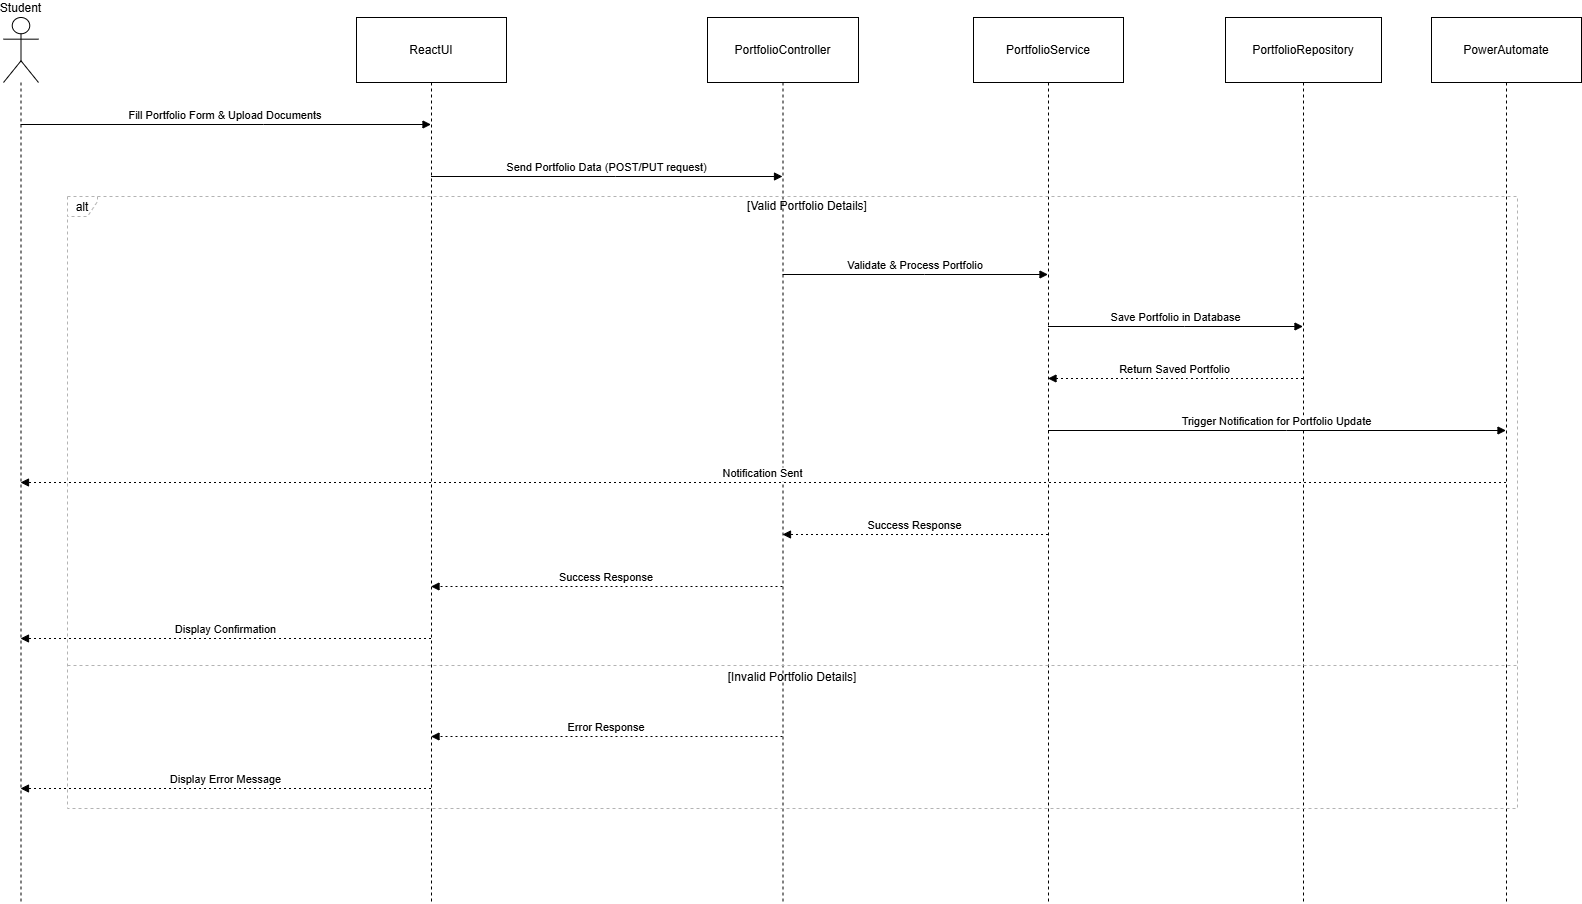 Student
ReactUI
PortfolioController
PortfolioService
PortfolioRepository
PowerAutomate
Fill Portfolio Form & Upload Documents
Send Portfolio Data (POST/PUT request)
alt
[Valid Portfolio Details]
Validate & Process Portfolio
Save Portfolio in Database
Return Saved Portfolio
Trigger Notification for Portfolio Update
Notification Sent
Success Response
Success Response
Display Confirmation
[Invalid Portfolio Details]
Error Response
Display Error Message